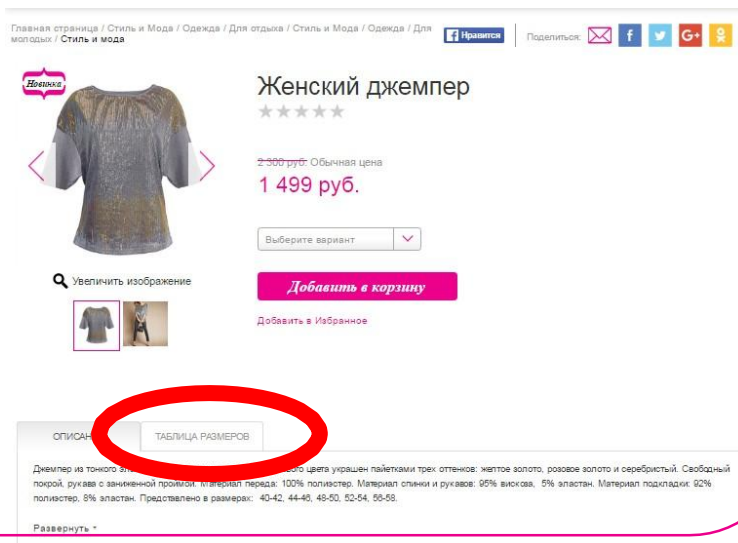 Главная страница / Стиль и Мода / Одежда / Для отдыха / Стиль и Мода / Одежда / Для
молодых / Стиль и мода
Нравится
Поделиться:
Новинка
Женский джемпер
2 300 руб. Обычная цена
1 499 руб.
Выберите вариант
Увеличить изображение
Добавить в корзину
Добавить в Избранное
ТАБЛИЦА РАЗМЕРОВ
Джемпер из тонкого цвета украшен пайетками трех оттенков: желтое золото, розовое золото и серебристый. Свободный
покрой, рукава с заниженной проймой. Материал переда: 100% полиэстер. Материал спинки и рукавов: 95% вискоза, 5% эластан. Материал подкладки: 92%
полиэстер, 8% эластан. Представлено в размерах: 40-42, 44-46, 48-50, 52-54, 56-58.
Развернуть